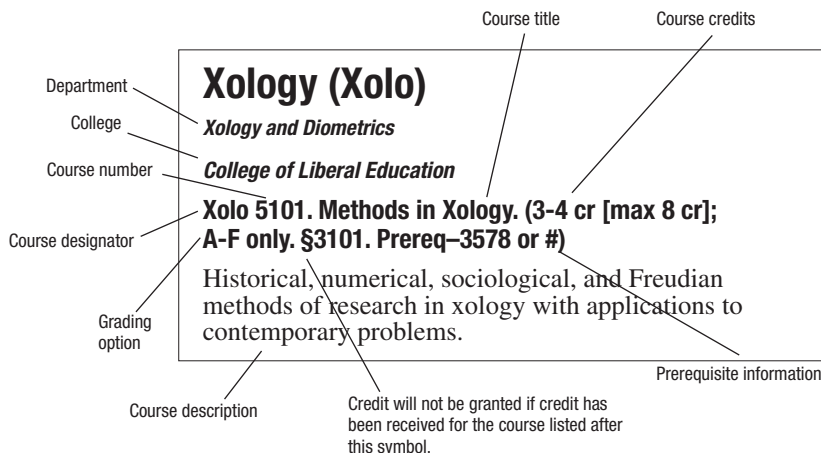 Course title
Course credits
Department
College
Course number
Course designator
Grading
option
Xology (Xolo)
Xology and Diometrics
College of Liberal Education
Xolo 5101. Methods in Xology. (3-4 cr [max 8 cr];
A-F only. §3101. Prereq–3578 or #)
Historical, numerical, sociological, and Freudian
methods of research in xology with applications to
contemporary problems.
Prerequisite information
Course description
Credit will not be granted if credit has
been received for the course listed after
this symbol.